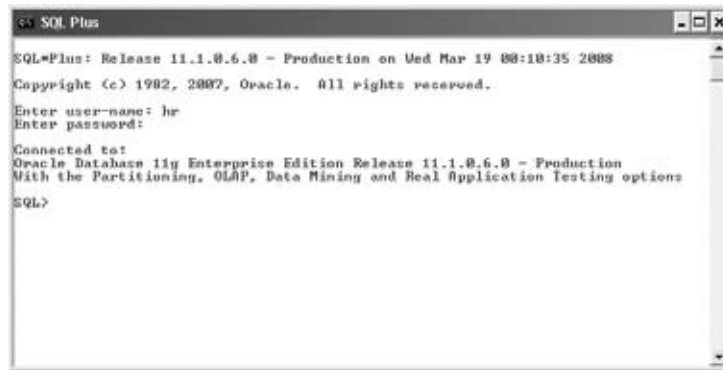 SQL Plus
SQL*Plus: Release 11.1.0.6.0 - Production on Wed Mar 19 00:10:35 2008
Copyright (c) 1982, 2007, Oracle. All rights reserved.
Enter user-name: hr
Enter password:
Connected to:
Oracle Database 11g Enterprise Edition Release 11.1.0.6.0 - Production
With the Partitioning, OLAP, Data Mining and Real Application Testing options
SQL>